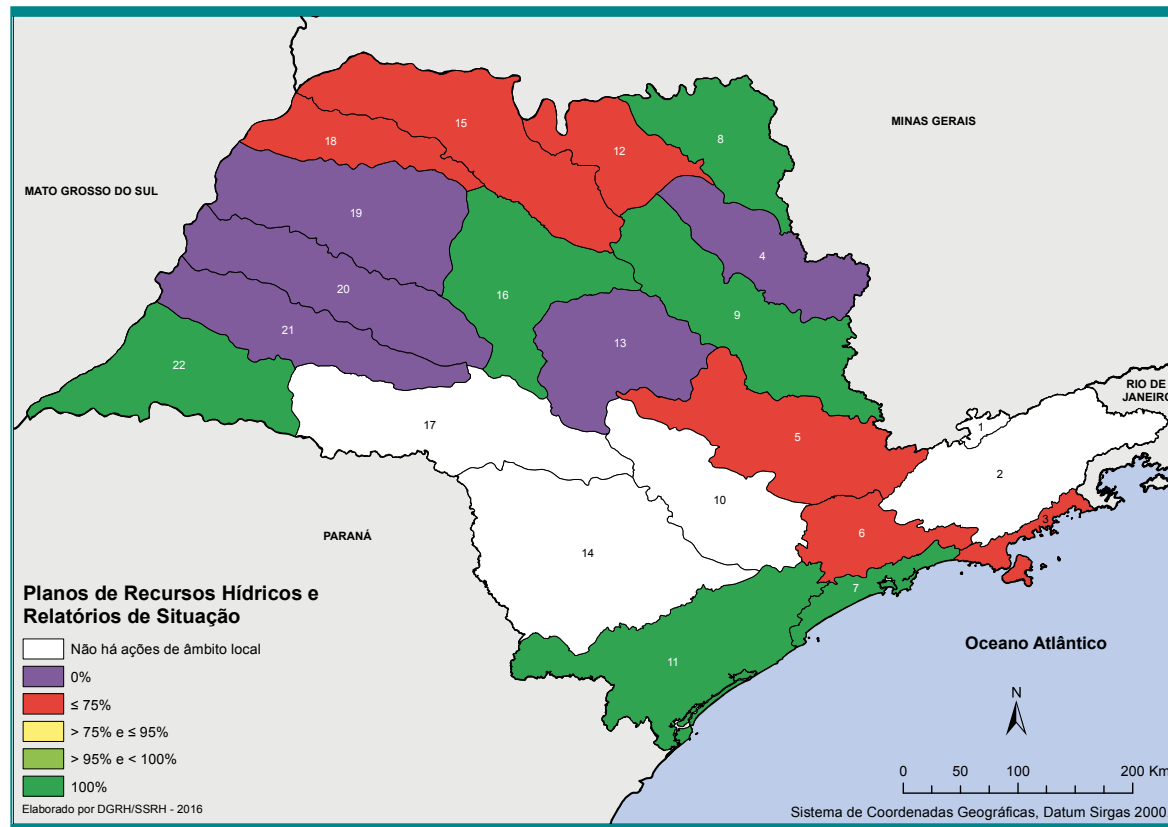 MINAS GERAIS
MATO GROSSO DO SUL
RIO DE
JANEIRO
PARANÁ
Oceano Atlântico
15
8
18
12
19
4
20
16
9
21
13
22
17
5
1
2
10
3
6
14
7
11
Planos de Recursos Hídricos e
Relatórios de Situação
Não há ações de âmbito local
0%
≤ 75%
> 75% e ≤ 95%
> 95% e < 100%
100%
Elaborado por DGRH/SSRH - 2016
N
0 50 100 200 Km
Sistema de Coordenadas Geográficas, Datum Sirgas 2000